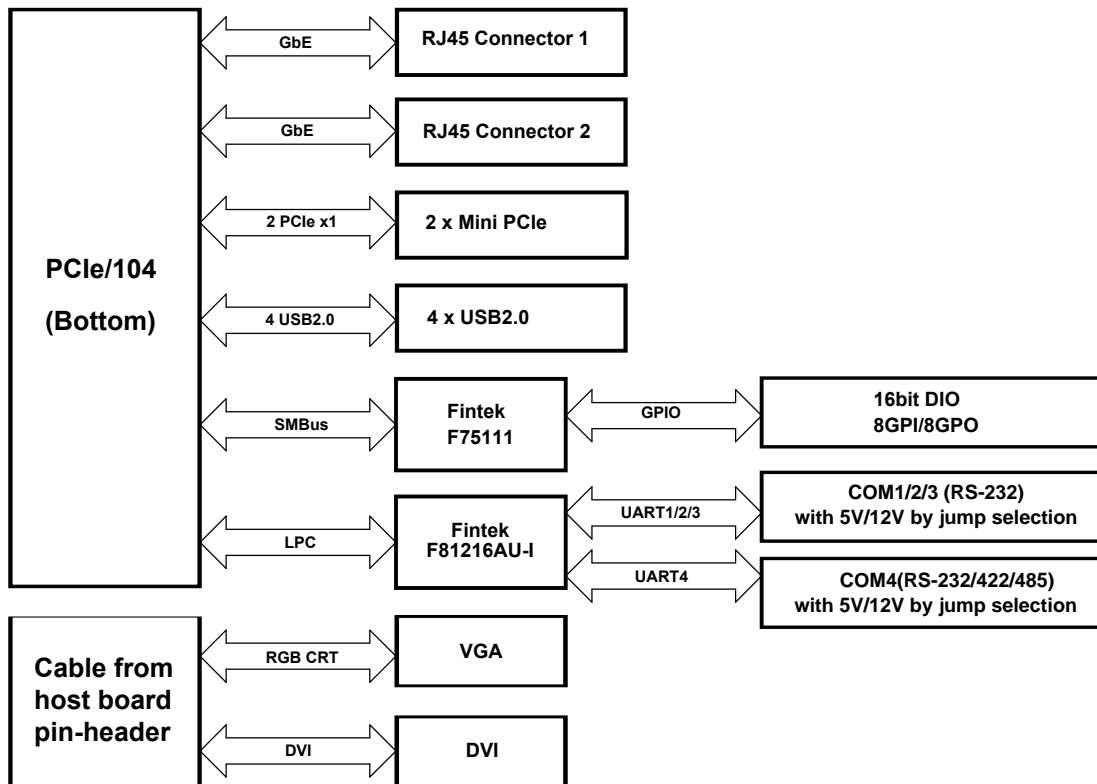 GbE
RJ45 Connector 1
GbE
RJ45 Connector 2
2 PCIe x1
2 x Mini PCIe
PCIe/104
(Bottom)
4 USB2.0
4 x USB2.0
SMBus
Fintek
F75111
GPIO
16bit DIO
8GPI/8GPO
LPC
Fintek
F81216AU-I
UART1/2/3
COM1/2/3 (RS-232)
with 5V/12V by jump selection
UART4
COM4(RS-232/422/485)
with 5V/12V by jump selection
Cable from
host board
pin-header
RGB CRT
VGA
DVI
DVI